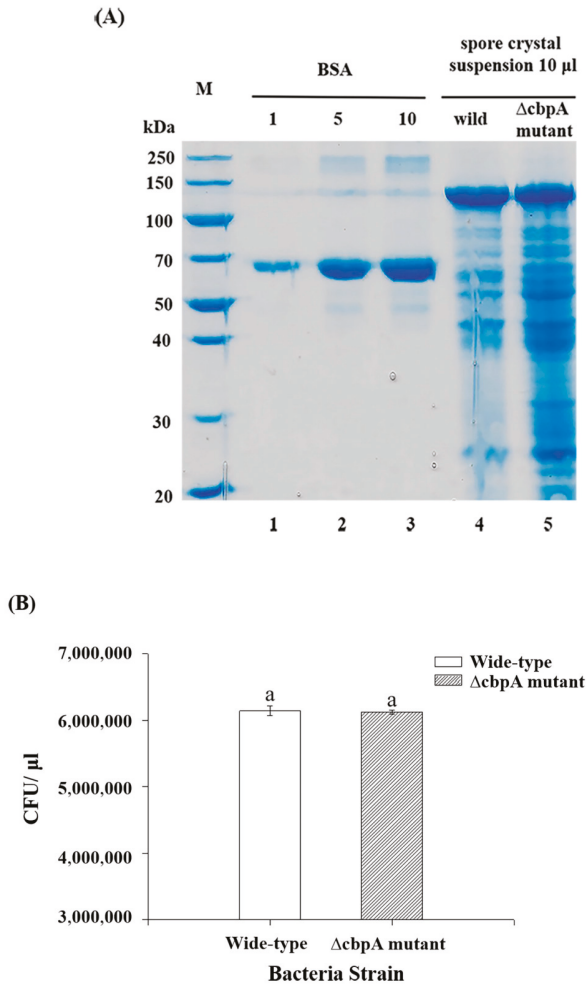 (A)
M
BSA
spore crystal
suspension 10 µl
1 5 10 wild ΔcbpA
mutant
kDa
250
150
100
70
50
40
30
20
1 2 3 4 5
(B)
7,000,000
6,000,000
5,000,000
4,000,000
3,000,000
CFU/ µl
a a
Wide-type
ΔcbpA mutant
Wide-type ΔcbpA mutant
Bacteria Strain